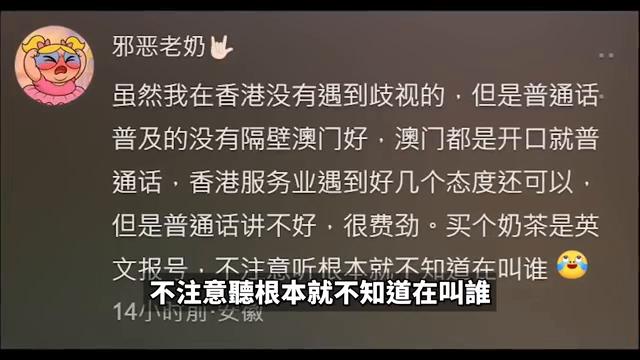 邪恶老奶🤟🏻
虽然我在香港没有遇到歧视的，但是普通话
普及的没有隔壁澳门好，澳门都是开口就普
通话，香港服务业遇到好几个态度还可以，
但是普通话讲不好，很费劲。买个奶茶是英
文报号，不注意听根本就不知道在叫谁😂
不注意聽根本就不知道在叫誰
14小时前·安徽